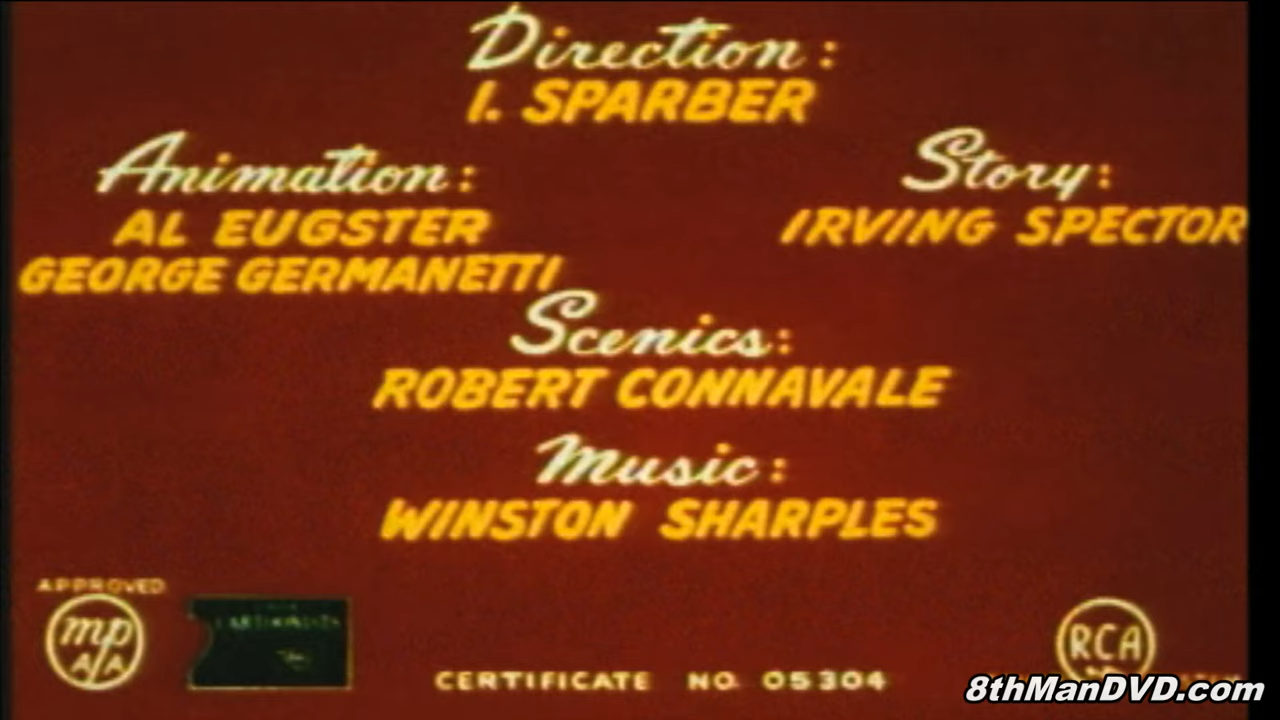 Direction:
I. SPARBER
Animation:
AL EUGSTER
GEORGE GERMANETTI
Story:
IRVING SPECTOR
Scenics:
ROBERT CONNAVALE
Music:
WINSTON SHARPLES
APPROVED
mp
AA
CERTIFICATE NO. 05304
RCA
8thManDVD.com